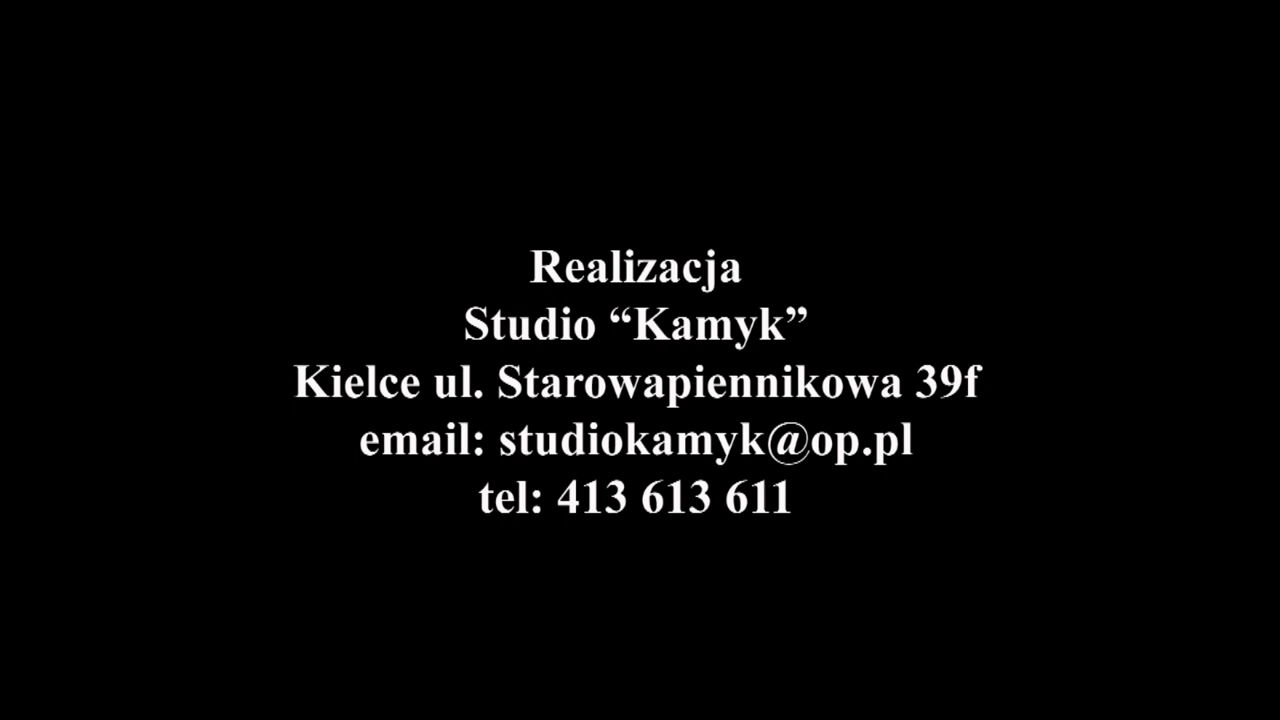 Realizacja
Studio “Kamyk”
Kielce ul. Starowapiennikowa 39f
email: studiokamyk@op.pl
tel: 413 613 611